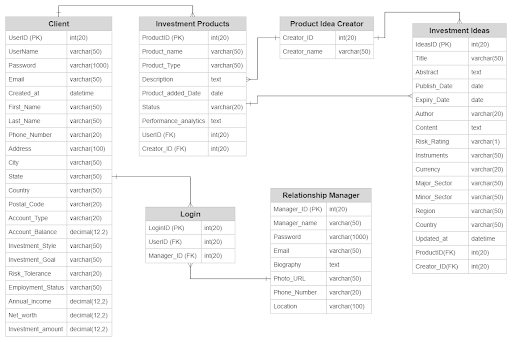 Client
UserID (PK) int(20)
UserName varchar(50)
Password varchar(1000)
Email varchar(50)
Created_at datetime
First_Name varchar(50)
Last_Name varchar(50)
Phone_Number varchar(20)
Address varchar(100)
City varchar(50)
State varchar(50)
Country varchar(50)
Postal_Code varchar(20)
Account_Type varchar(20)
Account_Balance decimal(12,2)
Investment_Style varchar(50)
Investment_Goal varchar(50)
Risk_Tolerance varchar(20)
Employment_Status varchar(50)
Annual_income decimal(12,2)
Net_worth decimal(12,2)
Investment_amount decimal(12,2)
Investment Products
ProductID (PK) int(20)
Product_name varchar(50)
Product_Type varchar(50)
Description text
Product_added_Date date
Status varchar(20)
Performance_analytics text
UserID (FK) int(20)
Creator_ID (FK) int(20)
Product Idea Creator
Creator_ID int(20)
Creator_name varchar(50)
Investment Ideas
IdeasID (PK) int(20)
Title varchar(50)
Abstract text
Publish_Date date
Expiry_Date date
Author varchar(20)
Content text
Risk_Rating varchar(1)
Instruments varchar(50)
Currency varchar(20)
Major_Sector varchar(50)
Minor_Sector varchar(50)
Region varchar(50)
Country varchar(50)
Updated_at datetime
ProductID(FK) int(20)
Creator_ID(FK) int(20)
Login
LoginID (PK) int(20)
UserID (FK) int(20)
Manager_ID (FK) int(20)
Relationship Manager
Manager_ID (PK) int(20)
Manager_name varchar(50)
Password varchar(1000)
Email varchar(50)
Biography text
Photo_URL varchar(50)
Phone_Number varchar(20)
Location varchar(100)